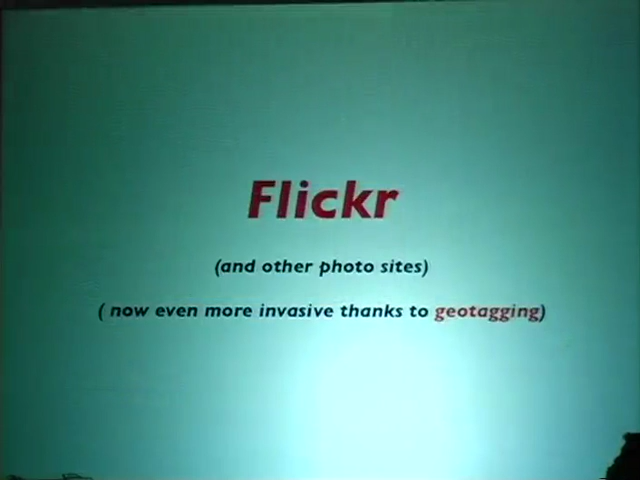 Flickr
(and other photo sites)
( now even more invasive thanks to geotagging)